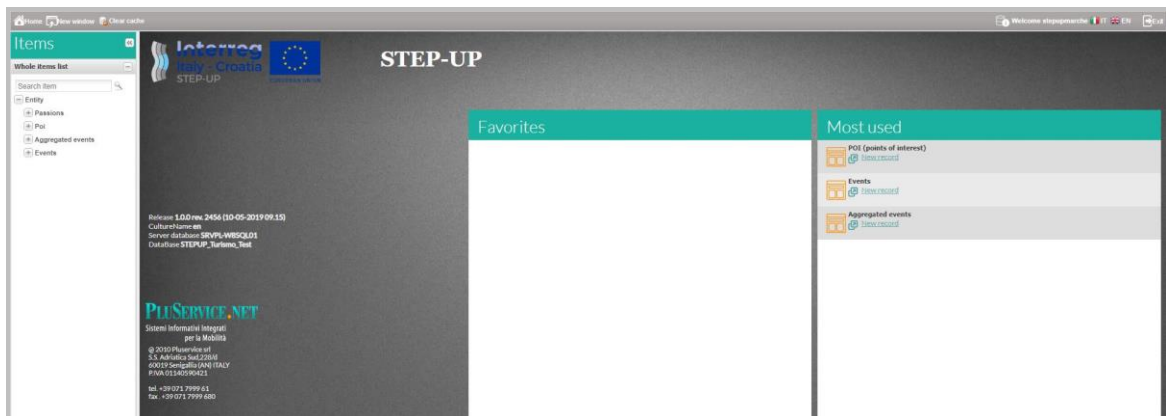 Home New window Clear cache
Welcome stepupmarche IT EN Exit
Items
Whole items list
Search item
Entity
Passions
Poi
Aggregated events
Events
Interreg
Italy - Croatia
STEP-UP
EUROPEAN UNION
STEP-UP
Favorites
Most used
POI (points of interest)
New record
Events
New record
Aggregated events
New record
Release 1.0.0 rev. 2456 (10-05-2019 09.15)
CultureName en
Server database SRVPL-WBSQL01
DataBase STEPUP_Turismo_Test
PLUSERVICE.NET
Sistemi Informativi Integrati
per la Mobilità
@ 2010 Pluservice srl
S.S. Adriatica Sud,228/d
60019 Senigallia (AN) ITALY
P.IVA 01140590421
tel. +39 071 7999 61
fax . +39 071 7999 680